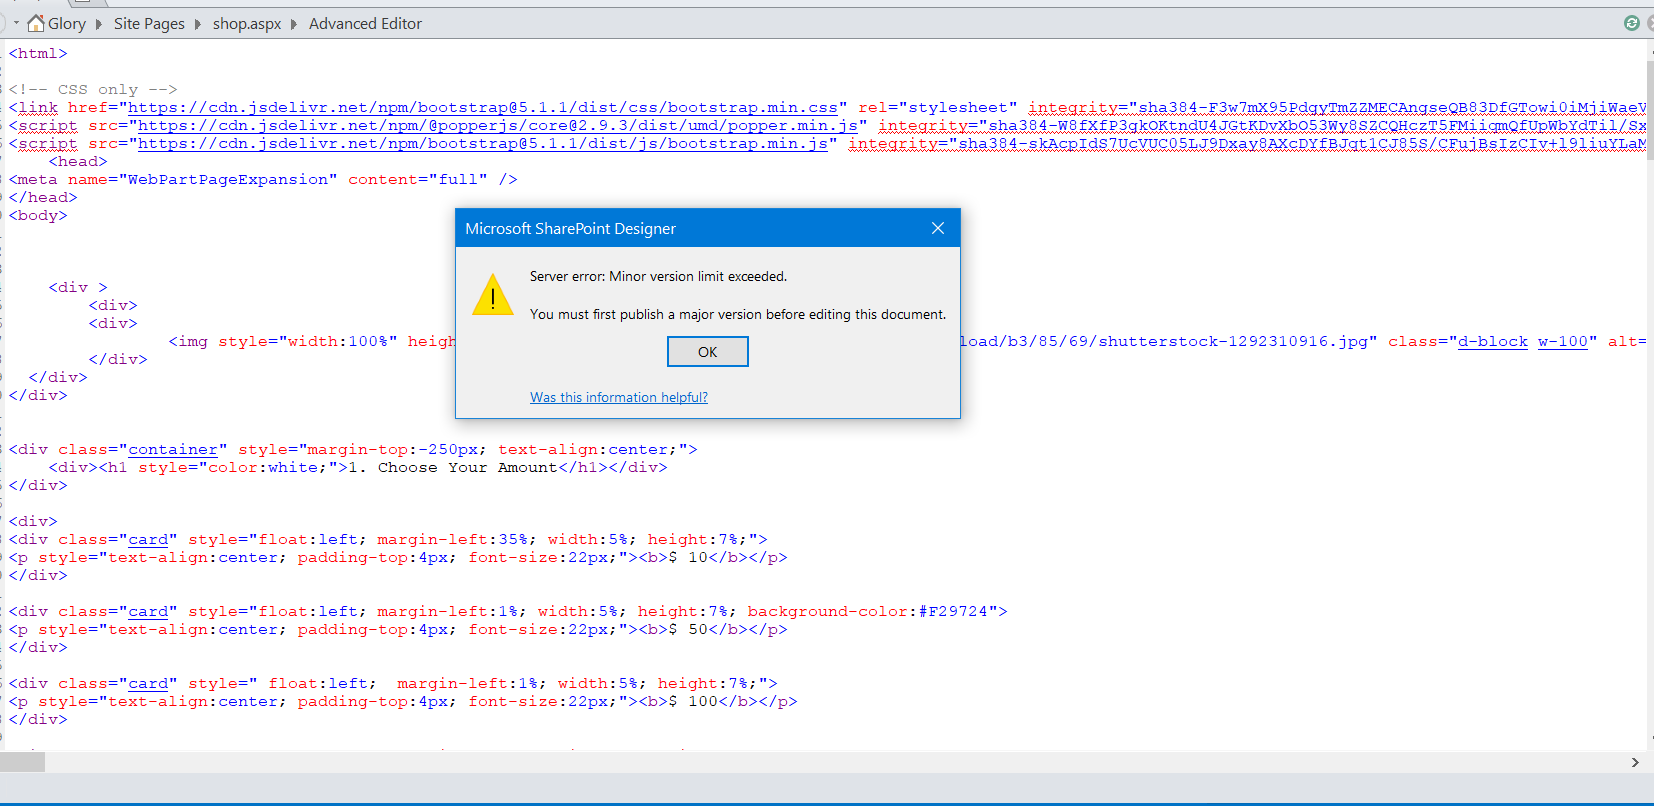 Glory Site Pages shop.aspx Advanced Editor
<html>
<!-- CSS only -->
<link href="https://cdn.jsdelivr.net/npm/bootstrap@5.1.1/dist/css/bootstrap.min.css" rel="stylesheet" integrity="sha384-F3w7mX95PdgyTmZZMECAngseQB83DfGTowi0iMjiWaeV
<script src="https://cdn.jsdelivr.net/npm/@popperjs/core@2.9.3/dist/umd/popper.min.js" integrity="sha384-W8fXfP3gkOKtndU4JGtKDvXbO53Wy8SZCQHczT5FMiiqmQfUpWbYdTil/Sx
<script src="https://cdn.jsdelivr.net/npm/bootstrap@5.1.1/dist/js/bootstrap.min.js" integrity="sha384-skAcpIdS7UcVUC05LJ9Dxay8AXcDYfBJqt1CJ85S/CFujBsIzCIv+l9liuYLaM
<head>
<meta name="WebPartPageExpansion" content="full" />
</head>
<body>
Microsoft SharePoint Designer
Server error: Minor version limit exceeded.
You must first publish a major version before editing this document.
OK
Was this information helpful?
<div >
<div>
<div>
<img style="width:100%" heigh load/b3/85/69/shutterstock-1292310916.jpg" class="d-block w-100" alt=
</div>
</div>
</div>
<div class="container" style="margin-top:-250px; text-align:center;">
<div><h1 style="color:white;">1. Choose Your Amount</h1></div>
</div>
<div>
<div class="card" style="float:left; margin-left:35%; width:5%; height:7%;">
<p style="text-align:center; padding-top:4px; font-size:22px;"><b>$ 10</b></p>
</div>
<div class="card" style="float:left; margin-left:1%; width:5%; height:7%; background-color:#F29724">
<p style="text-align:center; padding-top:4px; font-size:22px;"><b>$ 50</b></p>
</div>
<div class="card" style=" float:left;  margin-left:1%; width:5%; height:7%;">
<p style="text-align:center; padding-top:4px; font-size:22px;"><b>$ 100</b></p>
</div>